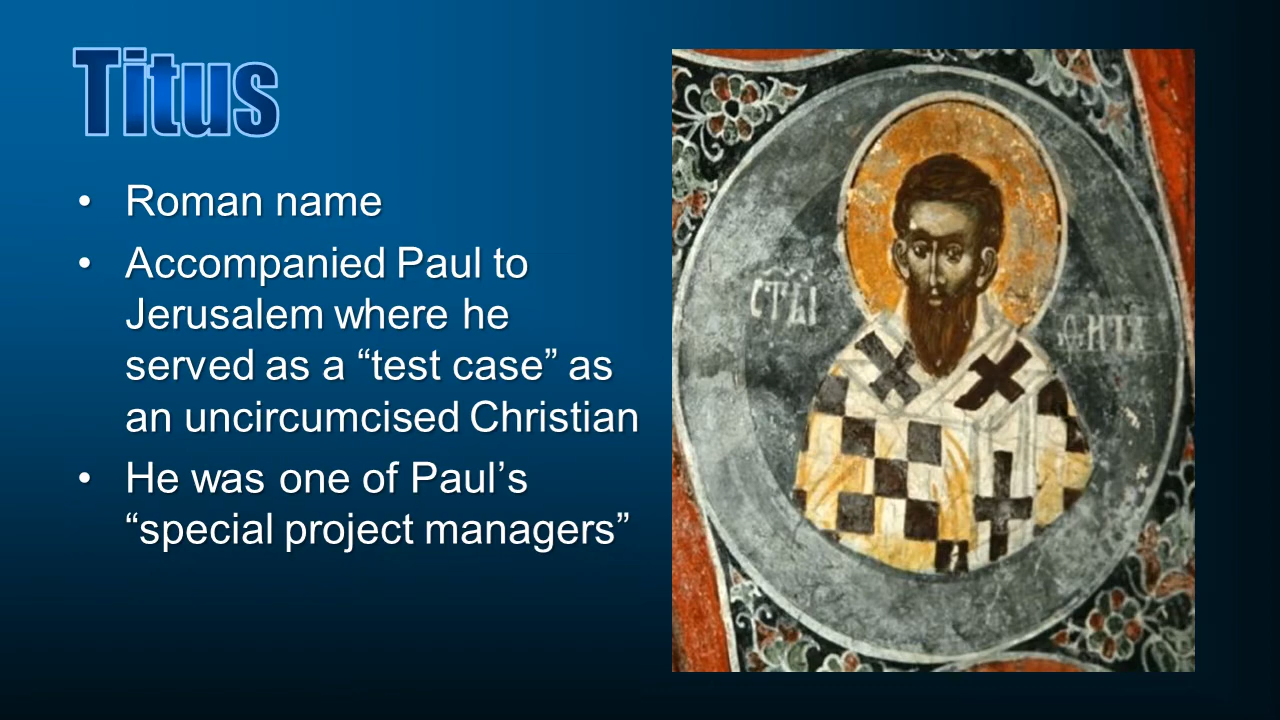 Titus
• Roman name
• Accompanied Paul to
Jerusalem where he
served as a “test case” as
an uncircumcised Christian
• He was one of Paul’s
“special project managers”